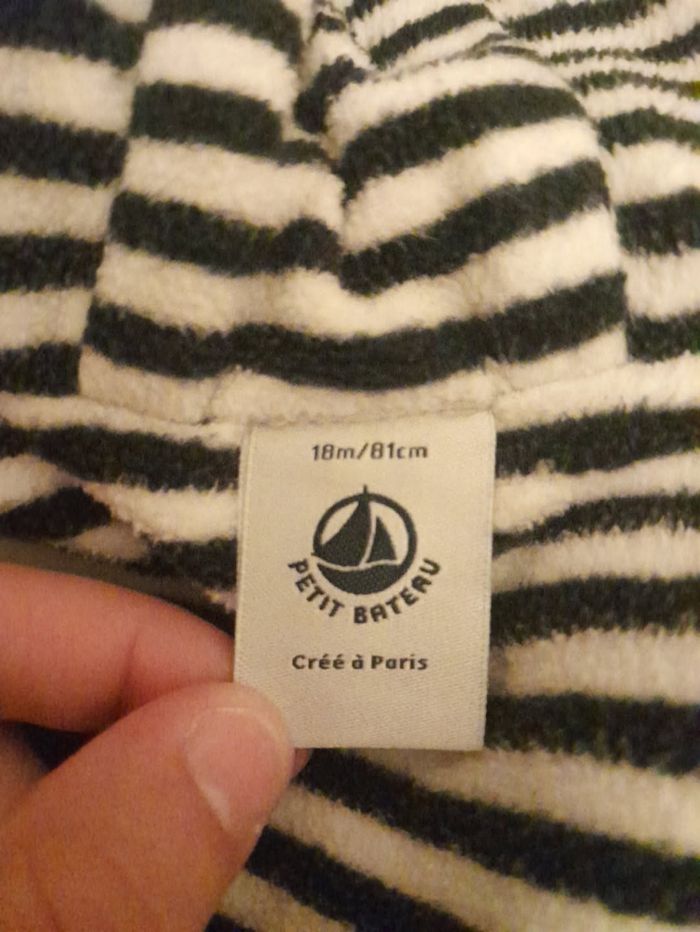 18m/81cm
PETIT BATEAU
Créé à Paris